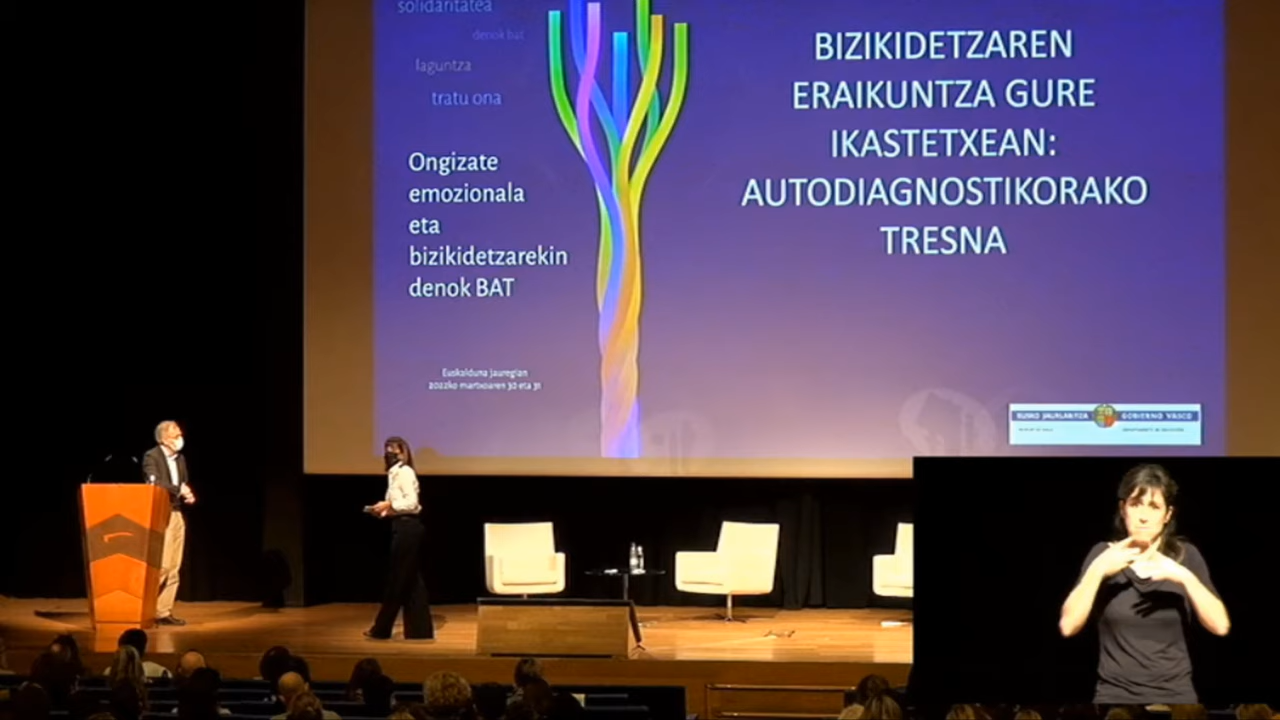 solidaritatea
denok bat
laguntza
tratu ona
Ongizate
emozionala
eta
bizikidetzarekin
denok BAT
Euskalduna jauregian
2022ko martxoaren 30 eta 31
BIZIKIDETZAREN
ERAIKUNTZA GURE
IKASTETXEAN:
AUTODIAGNOSTIKORAKO
TRESNA
EUSKO JAURLARITZA
GOBIERNO VASCO